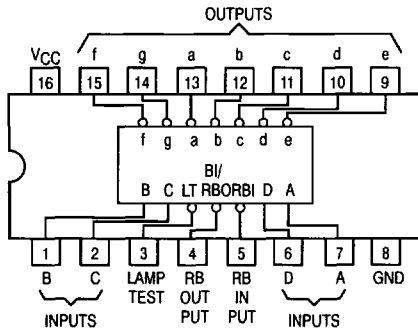 OUTPUTS
VCC f g a b c d e
16 15 14 13 12 11 10 9
f g a b c d e
BI/
B C LT RBO RBI D A
1 2 3 4 5 6 7 8
B C LAMP RB RB D A GND
TEST OUT IN
PUT PUT
INPUTS INPUTS